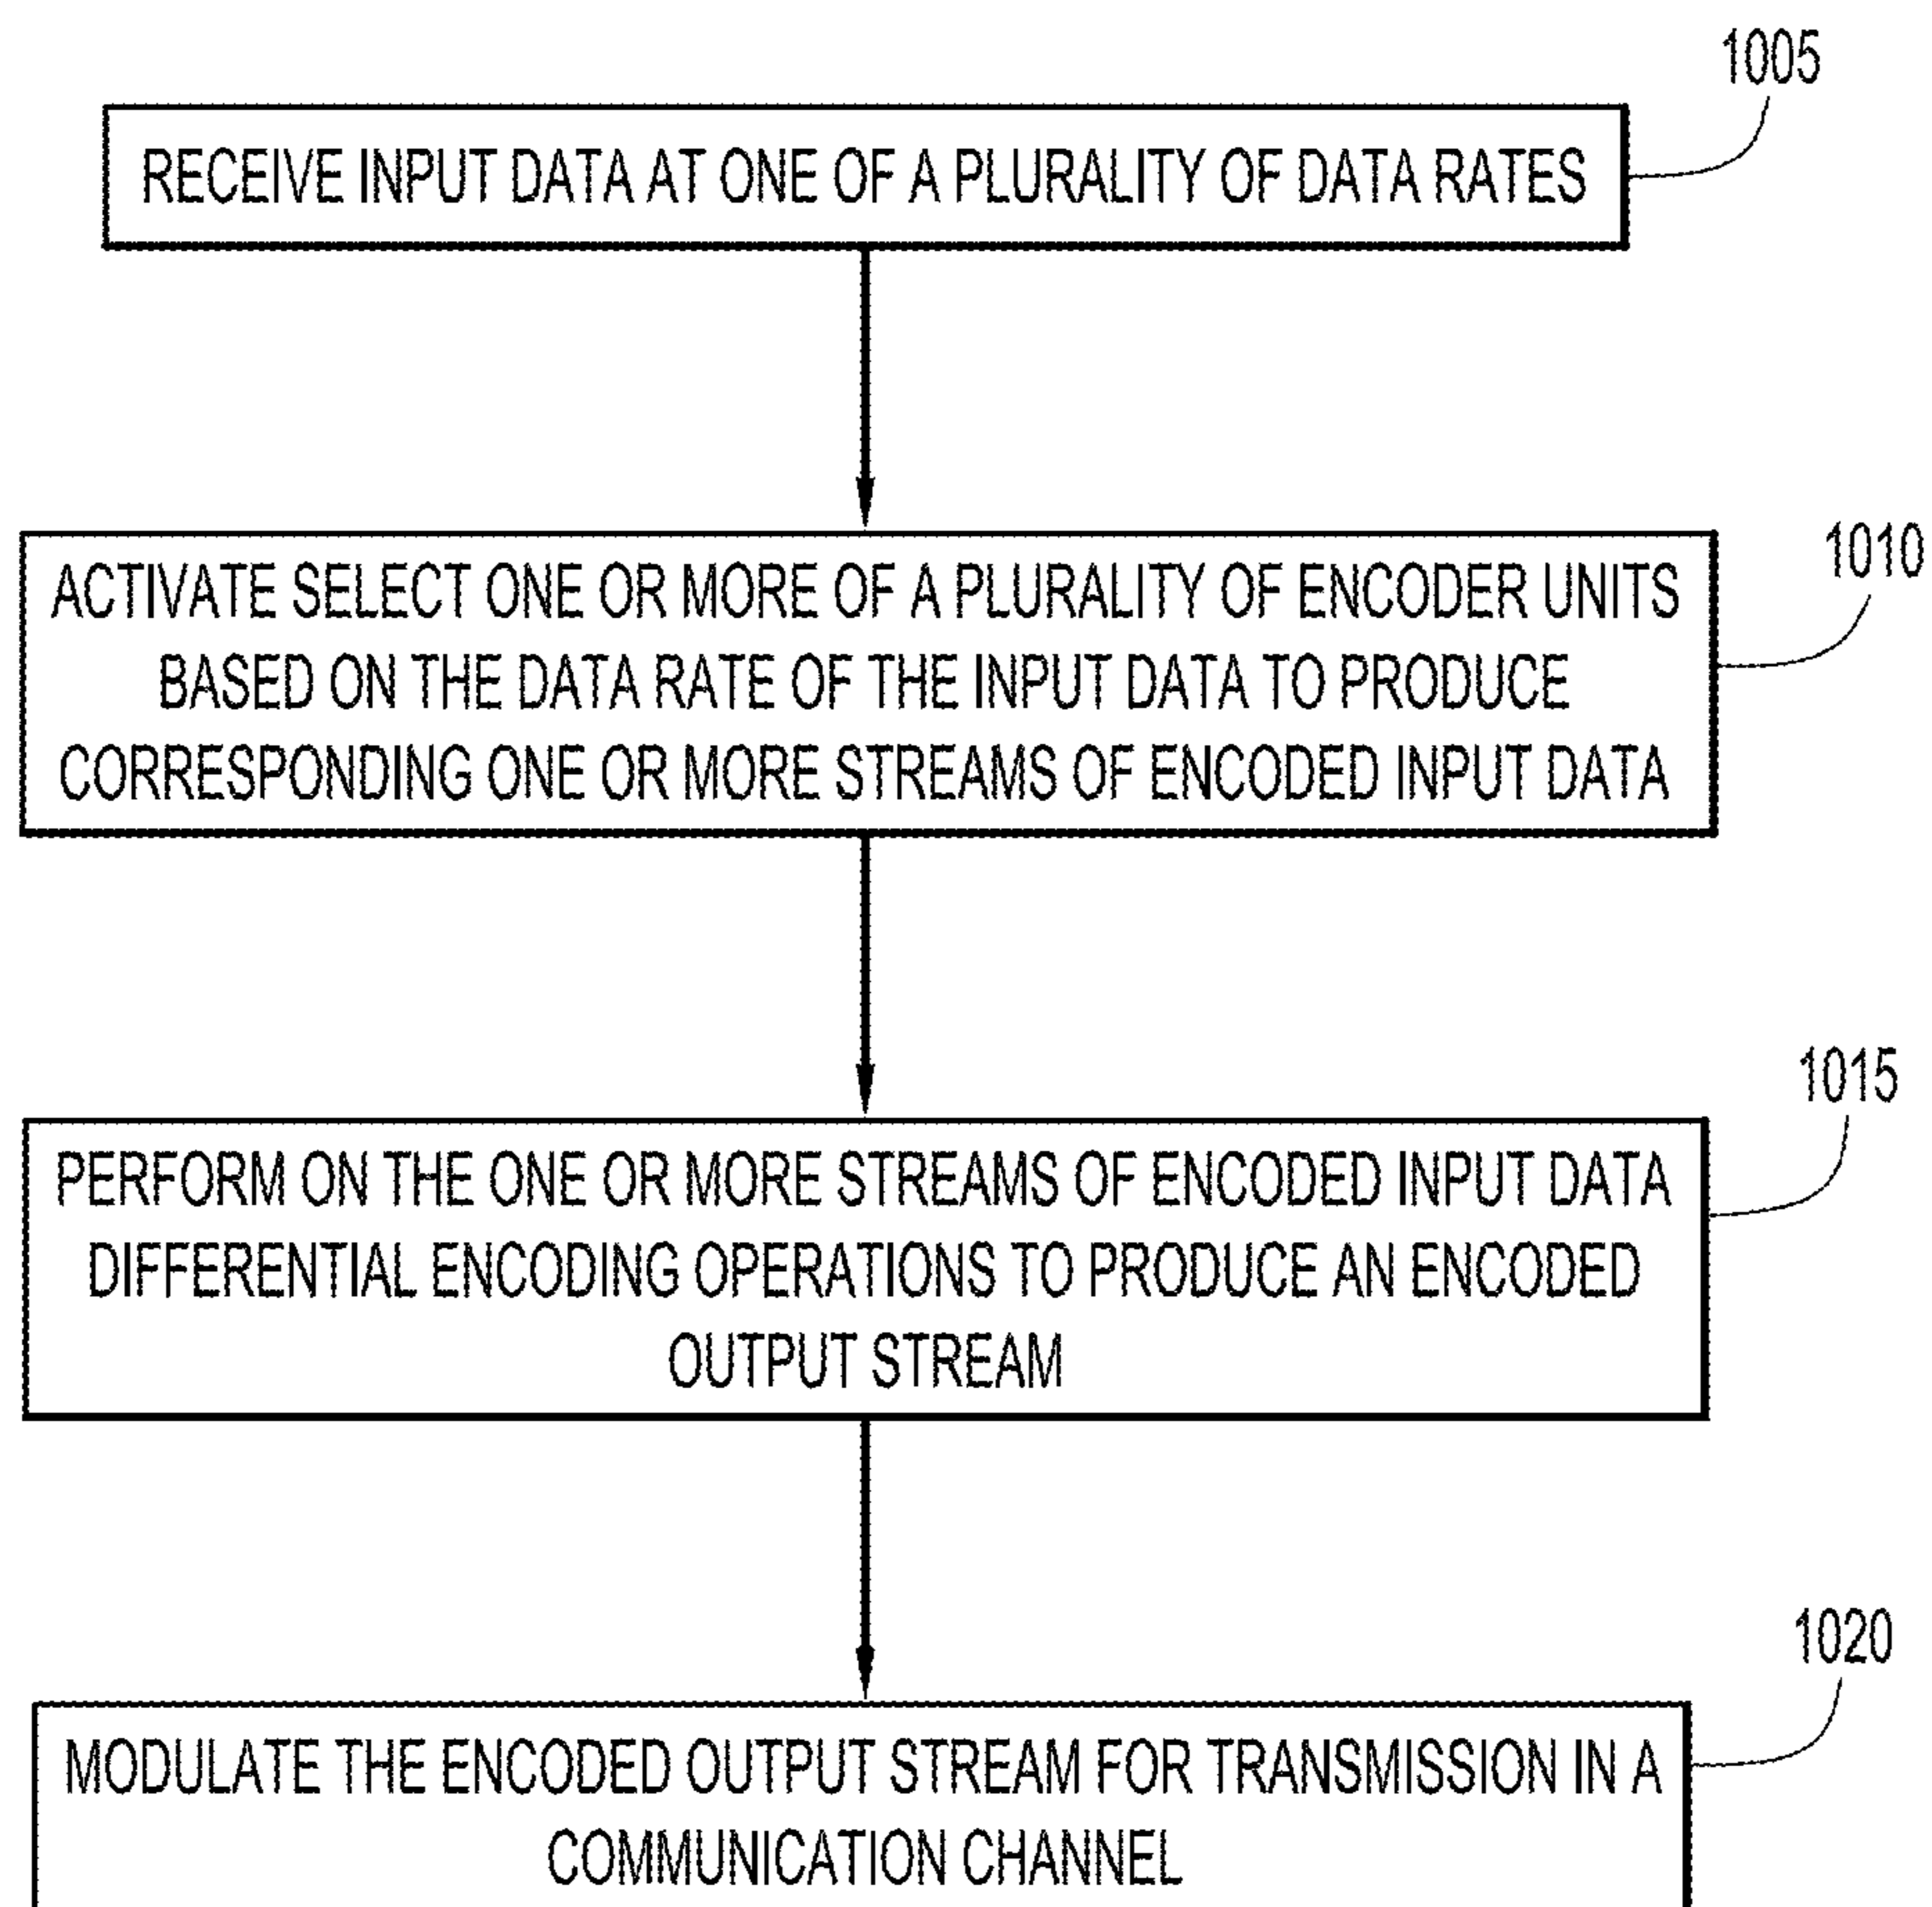 1005
RECEIVE INPUT DATA AT ONE OF A PLURALITY OF DATA RATES
1010
ACTIVATE SELECT ONE OR MORE OF A PLURALITY OF ENCODER UNITS
BASED ON THE DATA RATE OF THE INPUT DATA TO PRODUCE
CORRESPONDING ONE OR MORE STREAMS OF ENCODED INPUT DATA
1015
PERFORM ON THE ONE OR MORE STREAMS OF ENCODED INPUT DATA
DIFFERENTIAL ENCODING OPERATIONS TO PRODUCE AN ENCODED
OUTPUT STREAM
1020
MODULATE THE ENCODED OUTPUT STREAM FOR TRANSMISSION IN A
COMMUNICATION CHANNEL